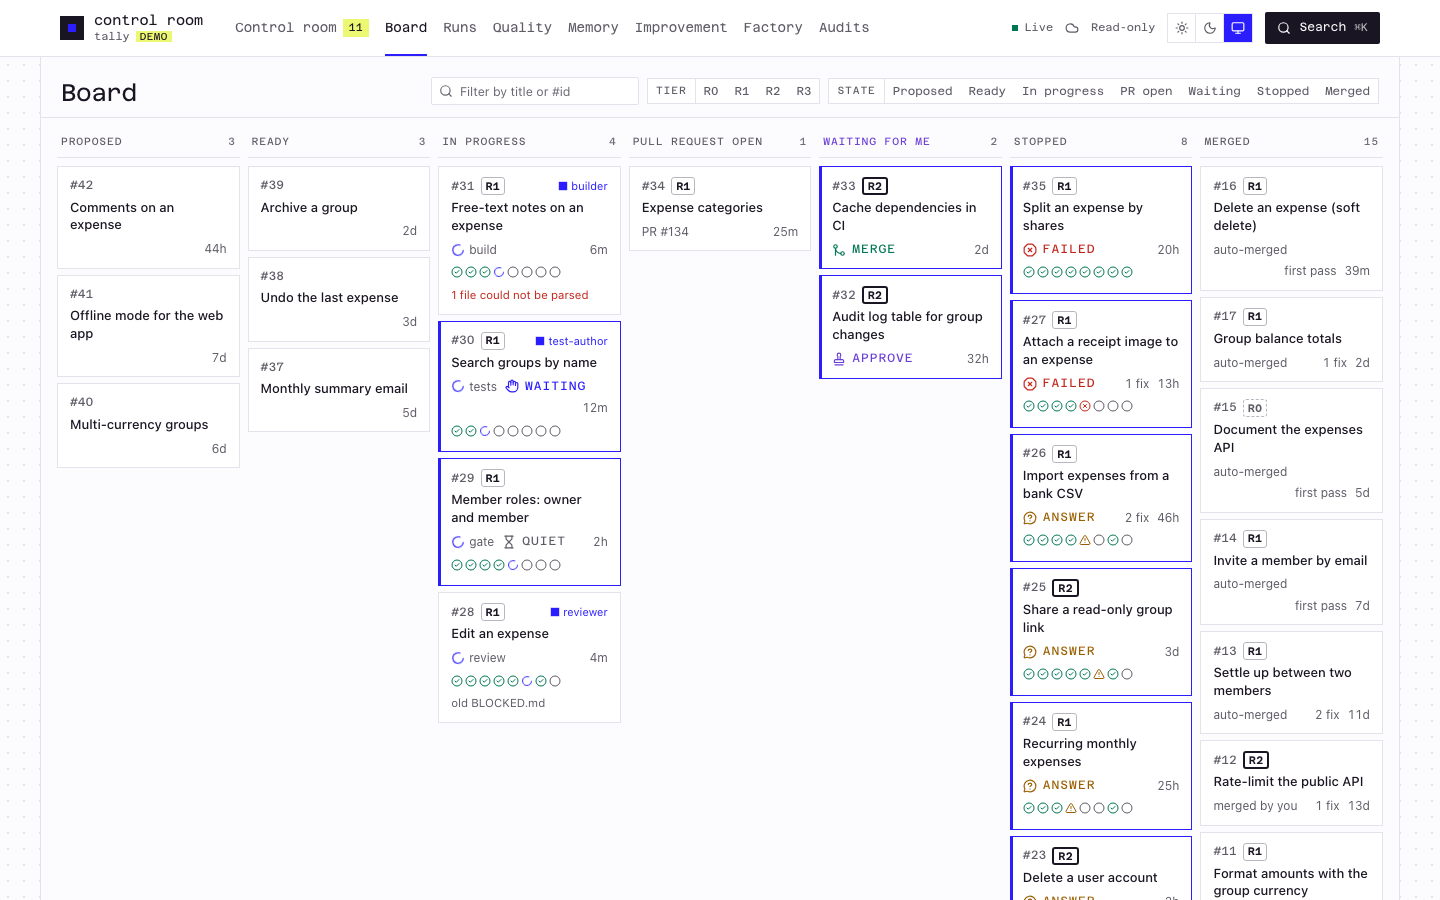 control room
tally DEMO
Control room 11
Board
Runs
Quality
Memory
Improvement
Factory
Audits
Live
Read-only
Search ⌘K
Board
Filter by title or #id
TIER R0 R1 R2 R3
STATE Proposed Ready In progress PR open Waiting Stopped Merged
PROPOSED 3
#42
Comments on an
expense
44h
#41
Offline mode for the web
app
7d
#40
Multi-currency groups
6d
READY 3
#39
Archive a group
2d
#38
Undo the last expense
3d
#37
Monthly summary email
5d
IN PROGRESS 4
#31 R1 builder
Free-text notes on an
expense
build 6m
1 file could not be parsed
#30 R1 test-author
Search groups by name
tests WAITING
12m
#29 R1
Member roles: owner
and member
gate QUIET 2h
#28 R1 reviewer
Edit an expense
review 4m
old BLOCKED.md
PULL REQUEST OPEN 1
#34 R1
Expense categories
PR #134 25m
WAITING FOR ME 2
#33 R2
Cache dependencies in
CI
MERGE 2d
#32 R2
Audit log table for group
changes
APPROVE 32h
STOPPED 8
#35 R1
Split an expense by
shares
FAILED 20h
#27 R1
Attach a receipt image to
an expense
FAILED 1 fix 13h
#26 R1
Import expenses from a
bank CSV
ANSWER 2 fix 46h
#25 R2
Share a read-only group
link
ANSWER 3d
#24 R1
Recurring monthly
expenses
ANSWER 25h
#23 R2
Delete a user account
MERGED 15
#16 R1
Delete an expense (soft
delete)
auto-merged
first pass 39m
#17 R1
Group balance totals
auto-merged 1 fix 2d
#15 R0
Document the expenses
API
auto-merged
first pass 5d
#14 R1
Invite a member by email
auto-merged
first pass 7d
#13 R1
Settle up between two
members
auto-merged 2 fix 11d
#12 R2
Rate-limit the public API
merged by you 1 fix 13d
#11 R1
Format amounts with the
group currency